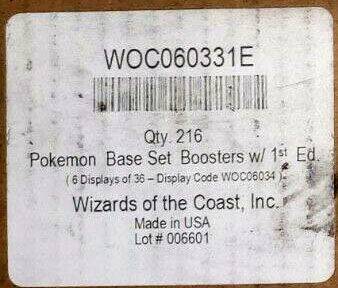 WOC060331E
Qty. 216
Pokemon Base Set Boosters w/ 1st Ed.
( 6 Displays of 36 – Display Code WOC06034 )
Wizards of the Coast, Inc.
Made in USA
Lot # 006601